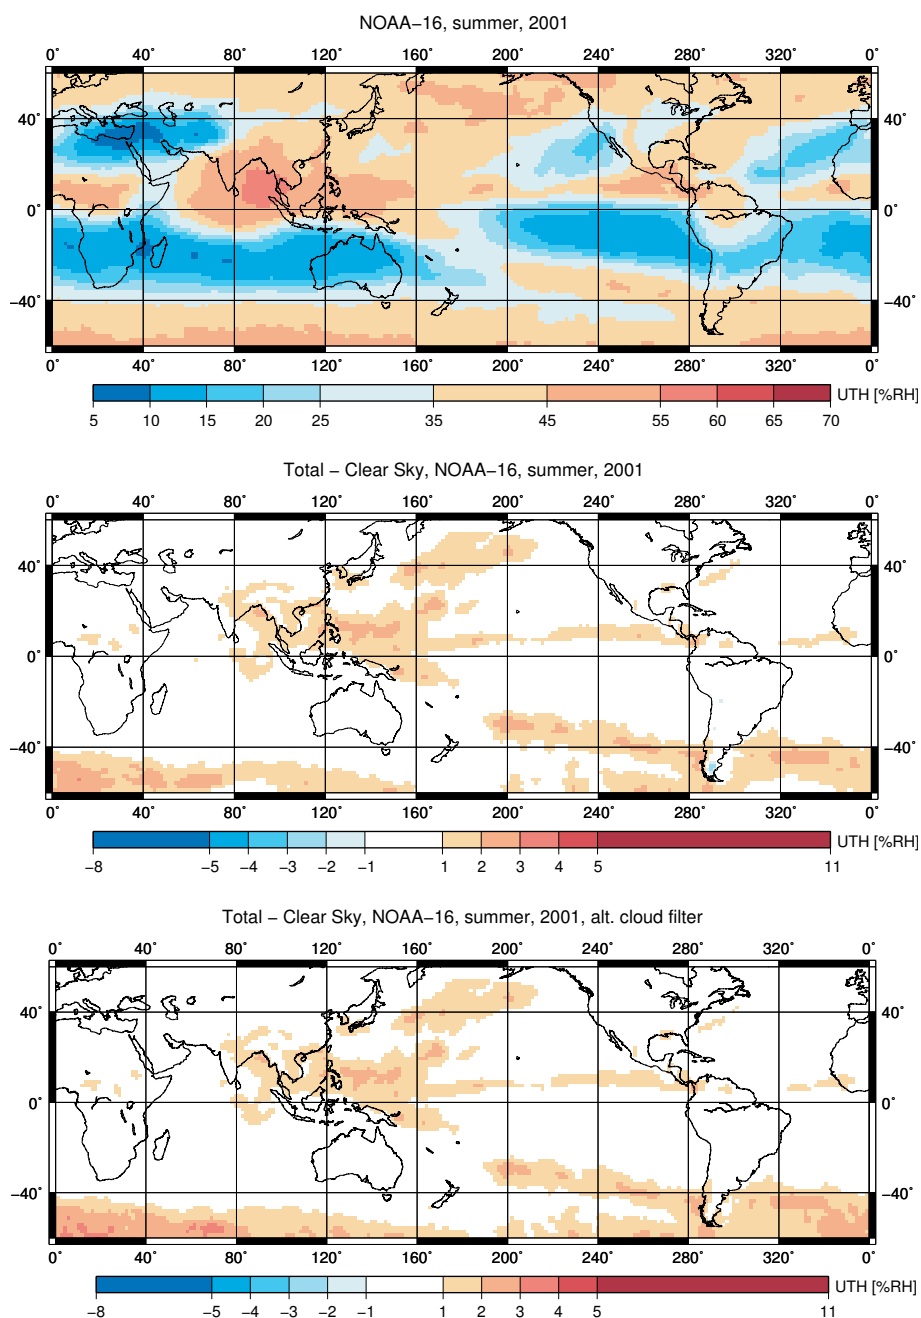 NOAA−16, summer, 2001
0˚ 40˚ 80˚ 120˚ 160˚ 200˚ 240˚ 280˚ 320˚ 0˚
40˚ 40˚
0˚ 0˚
−40˚ −40˚
0˚ 40˚ 80˚ 120˚ 160˚ 200˚ 240˚ 280˚ 320˚ 0˚
UTH [%RH]
5 10 15 20 25 35 45 55 60 65 70
Total − Clear Sky, NOAA−16, summer, 2001
0˚ 40˚ 80˚ 120˚ 160˚ 200˚ 240˚ 280˚ 320˚ 0˚
40˚ 40˚
0˚ 0˚
−40˚ −40˚
0˚ 40˚ 80˚ 120˚ 160˚ 200˚ 240˚ 280˚ 320˚ 0˚
UTH [%RH]
−8 −5 −4 −3 −2 −1 1 2 3 4 5 11
Total − Clear Sky, NOAA−16, summer, 2001, alt. cloud filter
0˚ 40˚ 80˚ 120˚ 160˚ 200˚ 240˚ 280˚ 320˚ 0˚
40˚ 40˚
0˚ 0˚
−40˚ −40˚
0˚ 40˚ 80˚ 120˚ 160˚ 200˚ 240˚ 280˚ 320˚ 0˚
UTH [%RH]
−8 −5 −4 −3 −2 −1 1 2 3 4 5 11